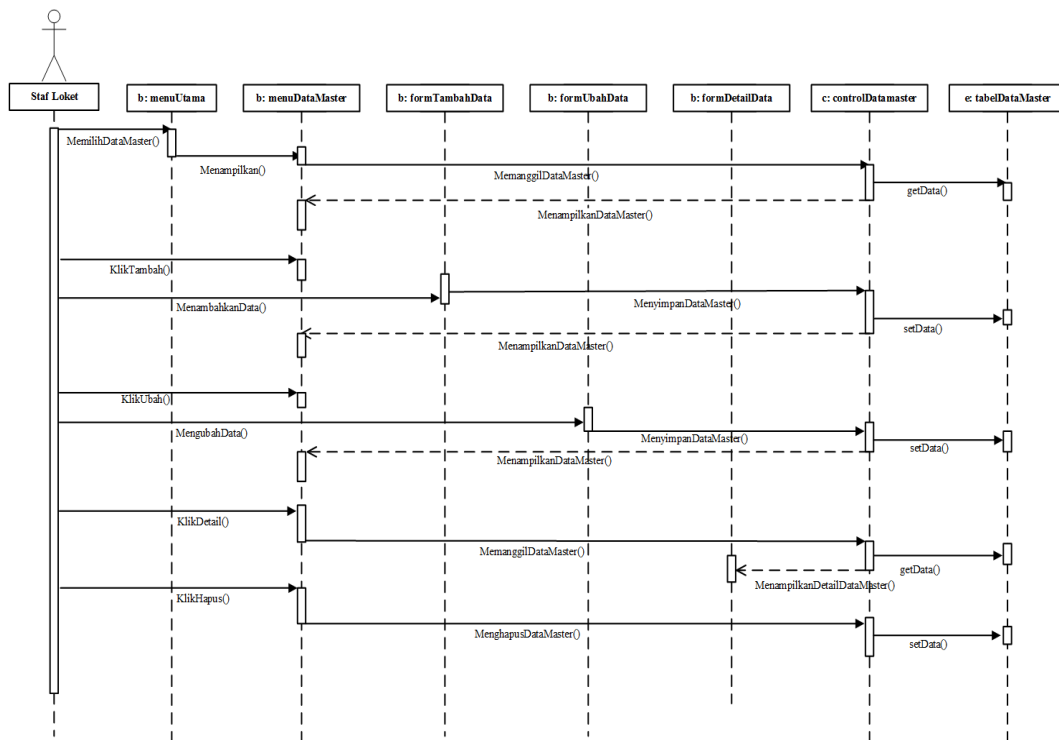 Staf Loket
b: menuUtama
b: menuDataMaster
b: formTambahData
b: formUbahData
b: formDetailData
c: controlDatamaster
e: tabelDataMaster
MemilihDataMaster()
Menampilkan()
MemanggilDataMaster()
getData()
MenampilkanDataMaster()
KlikTambah()
MenambahkanData()
MenyimpanDataMaster()
setData()
MenampilkanDataMaster()
KlikUbah()
MengubahData()
MenyimpanDataMaster()
setData()
MenampilkanDataMaster()
KlikDetail()
MemanggilDataMaster()
getData()
MenampilkanDetailDataMaster()
KlikHapus()
MenghapusDataMaster()
setData()